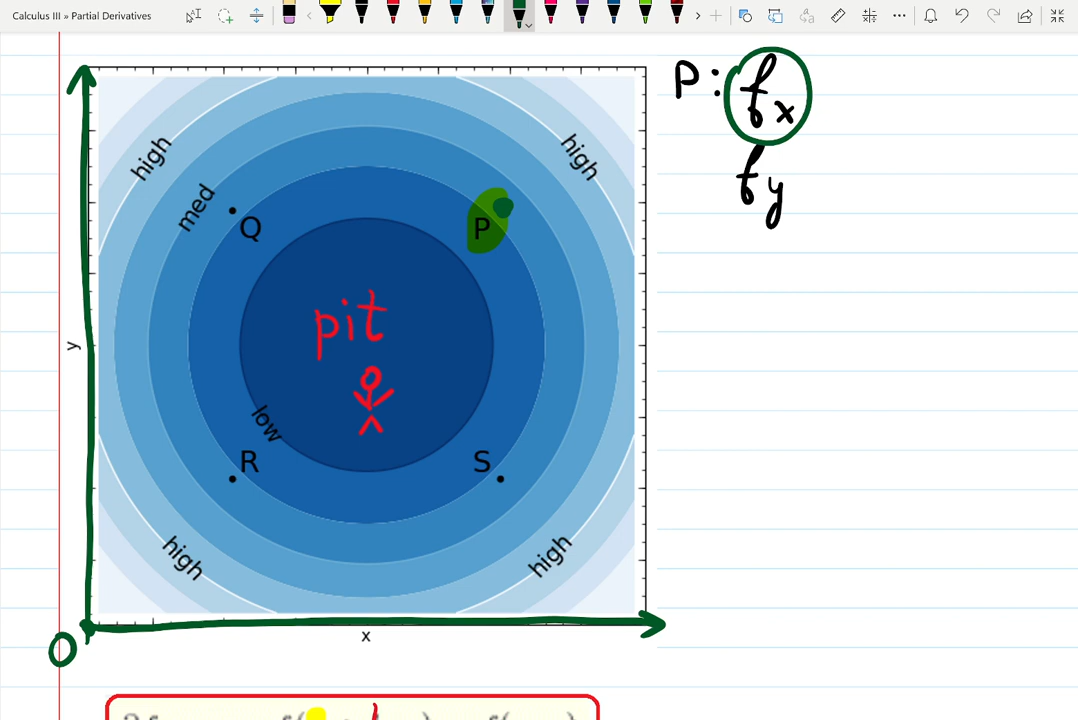 Calculus III » Partial Derivatives
P: fx
fy
high
high
med
Q
P
pit
y
low
R
S
high
high
O
x